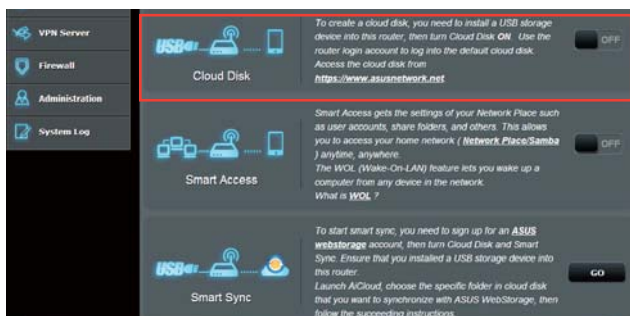 VPN Server
Firewall
Administration
System Log
USB
Cloud Disk
To create a cloud disk, you need to install a USB storage
device into this router, then turn Cloud Disk ON. Use the
router login account to log into the default cloud disk.
Access the cloud disk from
https://www.asusnetwork.net
OFF
Smart Access
Smart Access gets the settings of your Network Place such
as user accounts, share folders, and others. This allows
you to access your home network ( Network Place/Samba
) anytime, anywhere.
The WOL (Wake-On-LAN) feature lets you wake up a
computer from any device in the network.
What is WOL ?
OFF
USB
Smart Sync
To start smart sync, you need to sign up for an ASUS
webstorage account, then turn Cloud Disk and Smart
Sync. Ensure that you installed a USB storage device into
this router.
Launch AiCloud, choose the specific folder in cloud disk
that you want to synchronize with ASUS WebStorage, then
follow the succeeding instructions.
GO